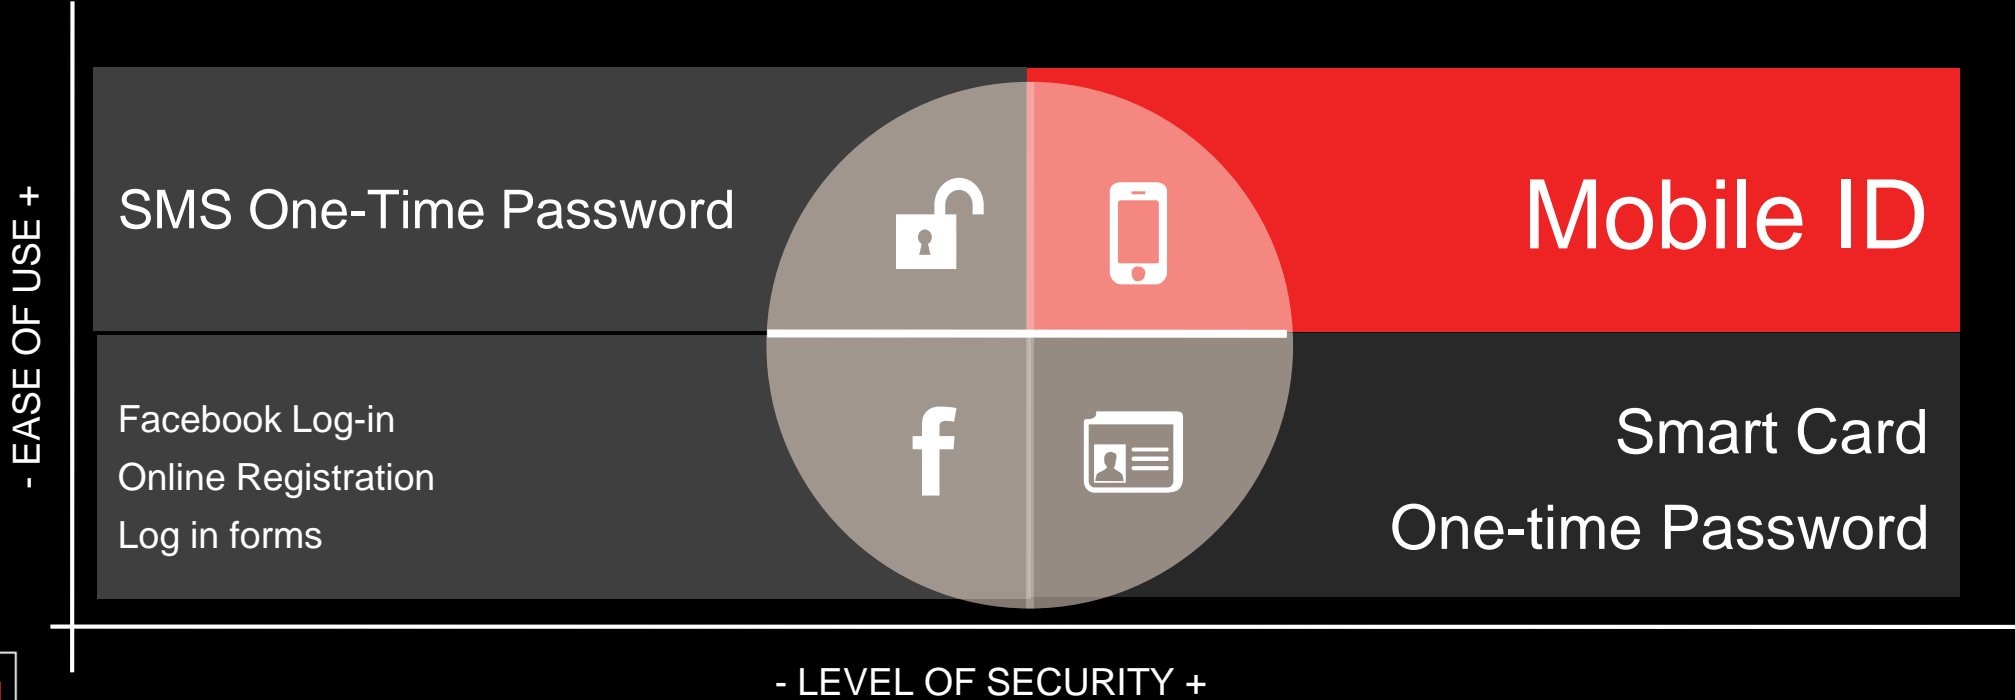 - EASE OF USE +
SMS One-Time Password
Mobile ID
Facebook Log-in
Online Registration
Log in forms
Smart Card
One-time Password
- LEVEL OF SECURITY +